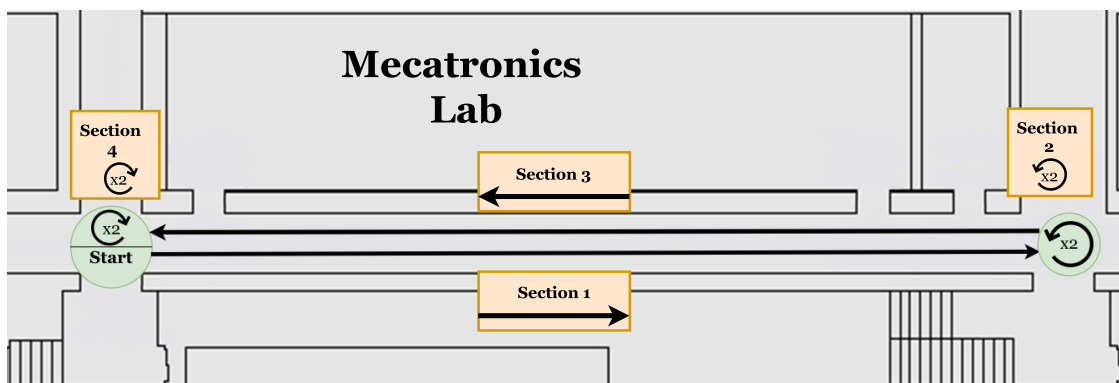 Mecatronics
Lab
Section
4
x2
Section
2
x2
Section 3
x2
Start
x2
Section 1